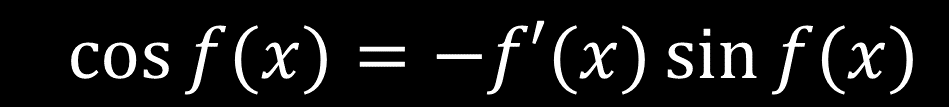 cos f(x) = −f′(x) sin f(x)